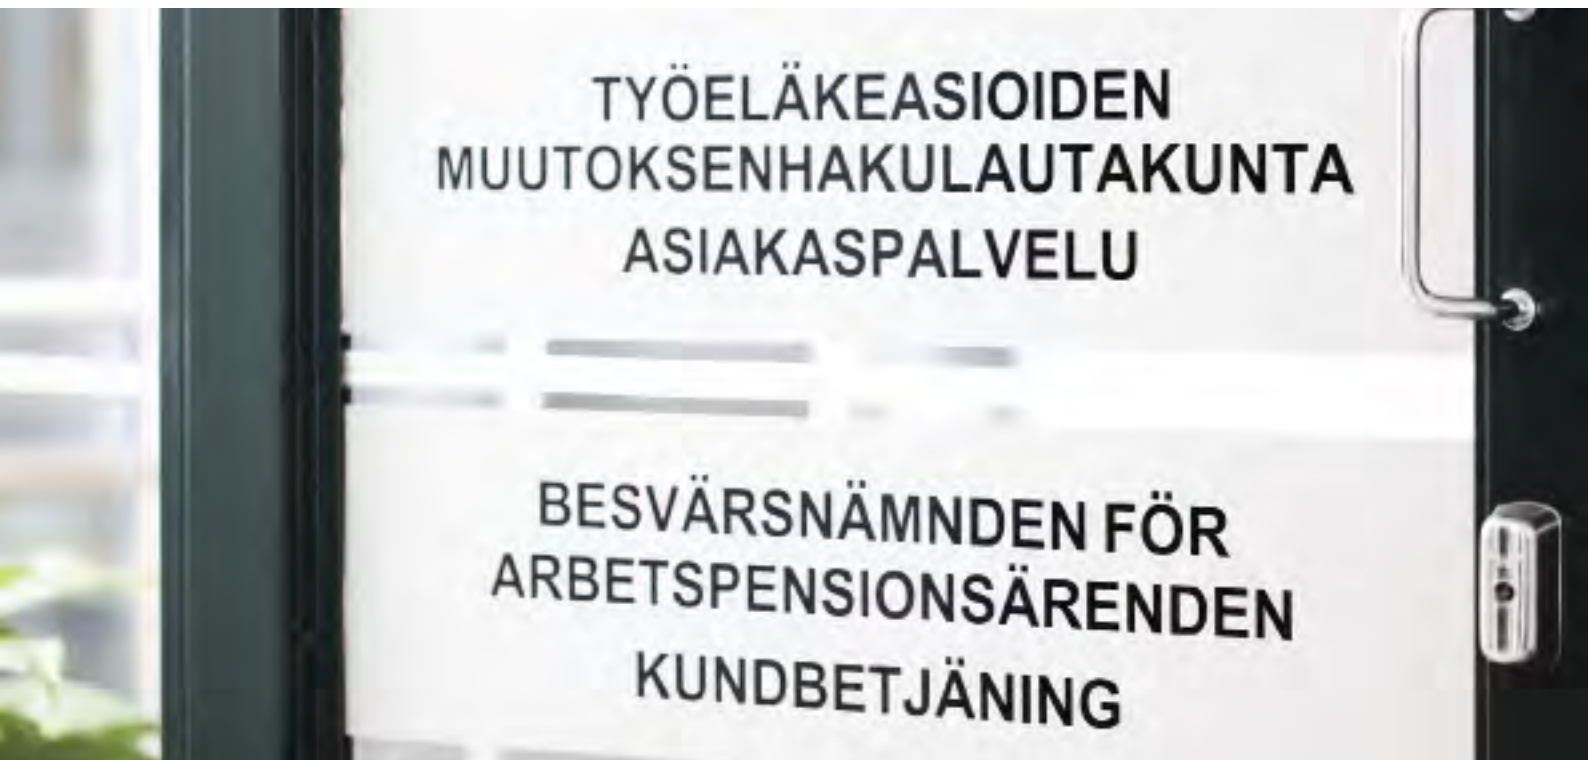 TYÖELÄKEASIOIDEN
MUUTOKSENHAKULAUTAKUNTA
ASIAKASPALVELU
BESVÄRSNÄMNDEN FÖR
ARBETSPENSIONSÄRENDEN
KUNDBETJÄNING